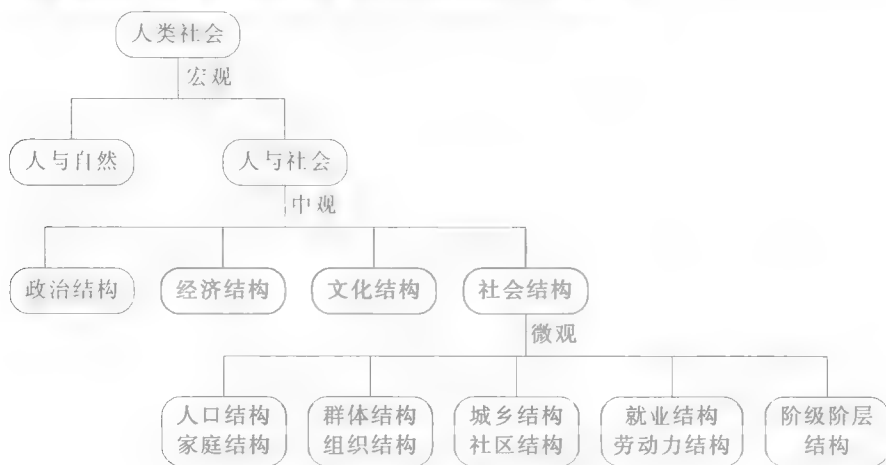 人类社会
宏观
人与自然
人与社会
中观
政治结构
经济结构
文化结构
社会结构
微观
人口结构
家庭结构
群体结构
组织结构
城乡结构
社区结构
就业结构
劳动力结构
阶级阶层
结构